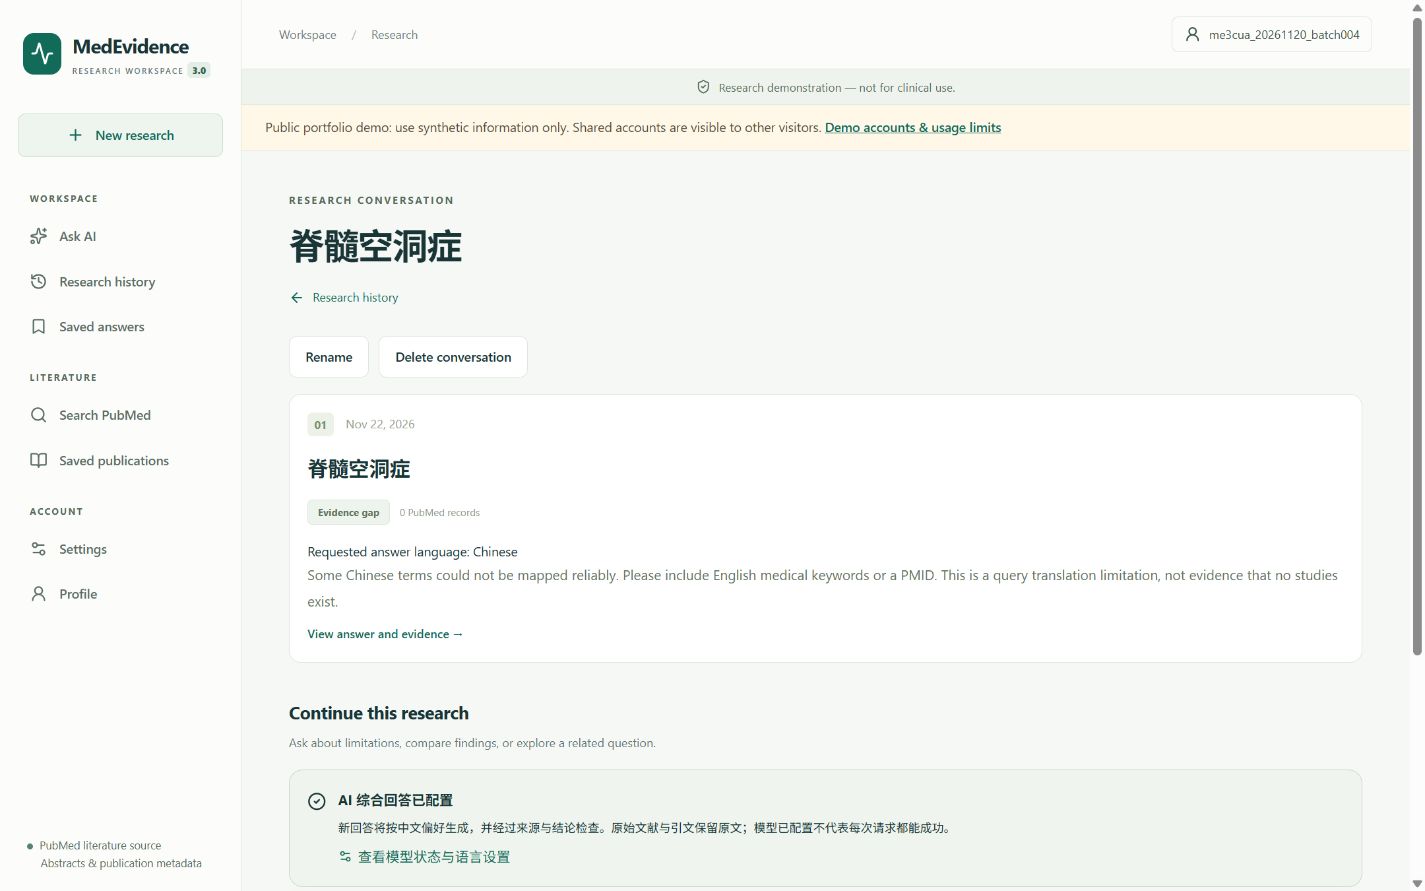 MedEvidence
RESEARCH WORKSPACE 3.0
New research
WORKSPACE
Ask AI
Research history
Saved answers
LITERATURE
Search PubMed
Saved publications
ACCOUNT
Settings
Profile
PubMed literature source
Abstracts & publication metadata
Workspace / Research
me3cua_20261120_batch004
Research demonstration — not for clinical use.
Public portfolio demo: use synthetic information only. Shared accounts are visible to other visitors. Demo accounts & usage limits
RESEARCH CONVERSATION
脊髓空洞症
Research history
Rename
Delete conversation
01 Nov 22, 2026
脊髓空洞症
Evidence gap 0 PubMed records
Requested answer language: Chinese
Some Chinese terms could not be mapped reliably. Please include English medical keywords or a PMID. This is a query translation limitation, not evidence that no studies
exist.
View answer and evidence →
Continue this research
Ask about limitations, compare findings, or explore a related question.
AI 综合回答已配置
新回答将按中文偏好生成，并经过来源与结论检查。原始文献与引文保留原文；模型已配置不代表每次请求都能成功。
查看模型状态与语言设置